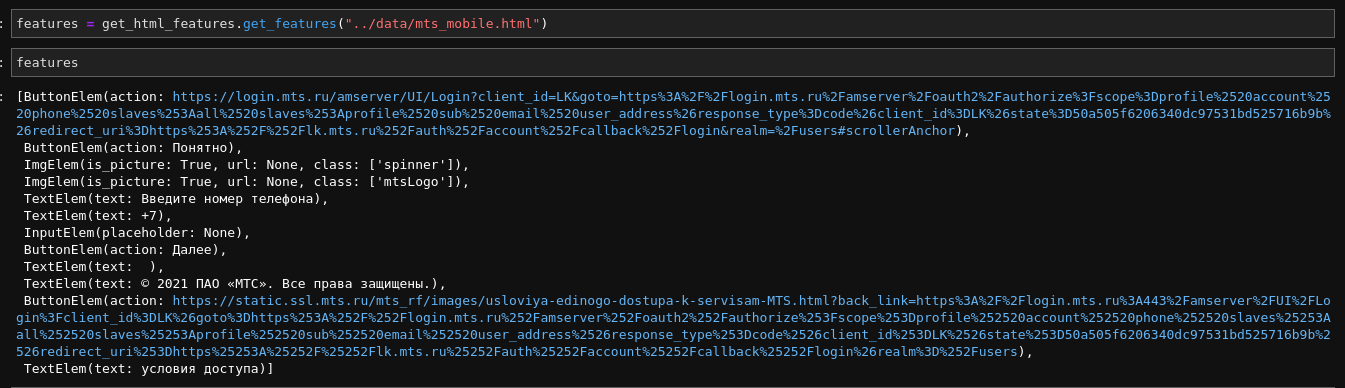 : features = get_html_features.get_features("../data/mts_mobile.html")
: features
: [ButtonElem(action: https://login.mts.ru/amserver/UI/Login?client_id=LK&goto=https%3A%2F%2Flogin.mts.ru%2Famserver%2Foauth2%2Fauthorize%3Fscope%3Dprofile%2520account%25
20phone%2520slaves%253Aall%2520slaves%253Aprofile%2520sub%2520email%2520user_address%26response_type%3Dcode%26client_id%3DLK%26state%3D50a505f6206340dc97531bd525716b9b%
26redirect_uri%3Dhttps%253A%252F%252Flk.mts.ru%252Fauth%252Faccount%252Fcallback%252Flogin&realm=%2Fusers#scrollerAnchor),
ButtonElem(action: Понятно),
ImgElem(is_picture: True, url: None, class: ['spinner']),
ImgElem(is_picture: True, url: None, class: ['mtsLogo']),
TextElem(text: Введите номер телефона),
TextElem(text: +7),
InputElem(placeholder: None),
ButtonElem(action: Далее),
TextElem(text:  ),
TextElem(text: © 2021 ПАО «МТС». Все права защищены.),
ButtonElem(action: https://static.ssl.mts.ru/mts_rf/images/usloviya-edinogo-dostupa-k-servisam-MTS.html?back_link=https%3A%2F%2Flogin.mts.ru%3A443%2Famserver%2FUI%2FLo
gin%3Fclient_id%3DLK%26goto%3Dhttps%253A%252F%252Flogin.mts.ru%252Famserver%252Foauth2%252Fauthorize%253Fscope%253Dprofile%252520account%252520phone%252520slaves%25253A
all%252520slaves%25253Aprofile%252520sub%252520email%252520user_address%2526response_type%253Dcode%2526client_id%253DLK%2526state%253D50a505f6206340dc97531bd525716b9b%2
526redirect_uri%253Dhttps%25253A%25252F%25252Flk.mts.ru%25252Fauth%25252Faccount%25252Fcallback%25252Flogin%26realm%3D%252Fusers),
TextElem(text: условия доступа)]